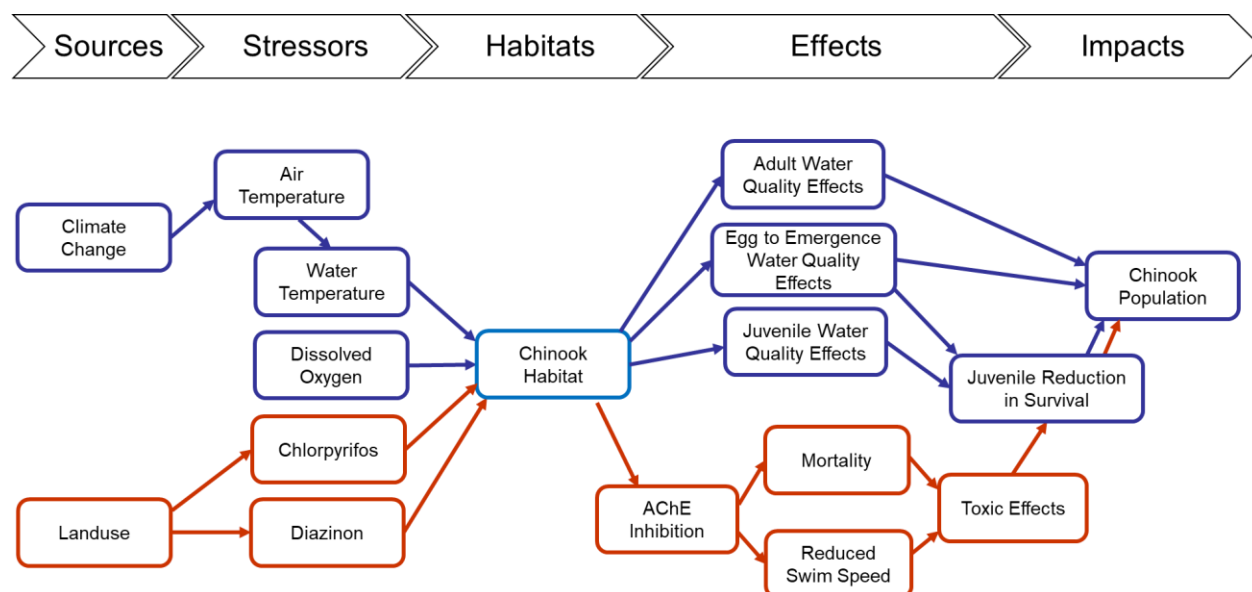 Sources
Stressors
Habitats
Effects
Impacts
Climate
Change
Air
Temperature
Water
Temperature
Dissolved
Oxygen
Chlorpyrifos
Landuse
Diazinon
Chinook
Habitat
Adult Water
Quality Effects
Egg to Emergence
Water Quality
Effects
Juvenile Water
Quality Effects
AChE
Inhibition
Mortality
Reduced
Swim Speed
Toxic Effects
Juvenile Reduction
in Survival
Chinook
Population